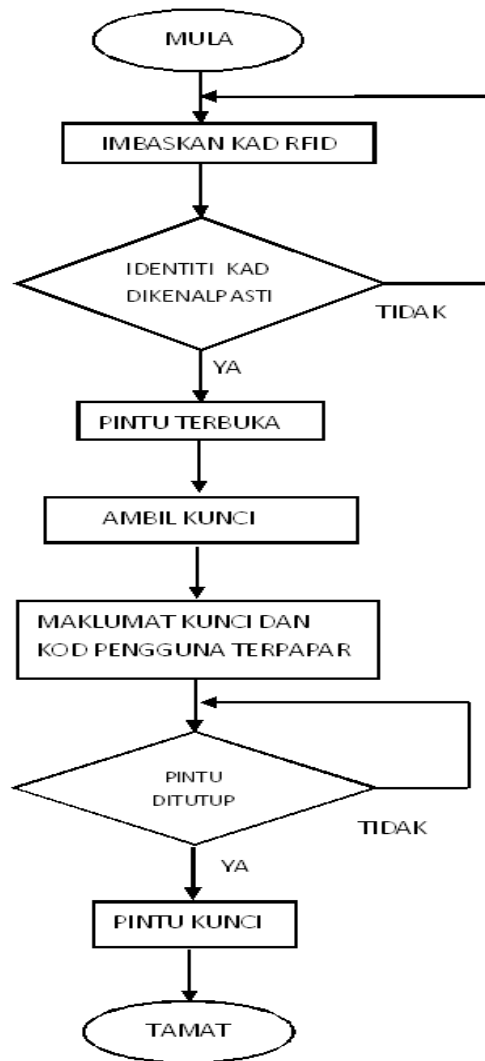 MULA
IMBASKAN KAD RFID
IDENTITI KAD
DIKENALPASTI
TIDAK
YA
PINTU TERBUKA
AMBIL KUNCI
MAKLUMAT KUNCI DAN
KOD PENGGUNA TERPAPAR
PINTU
DITUTUP
TIDAK
YA
PINTU KUNCI
TAMAT